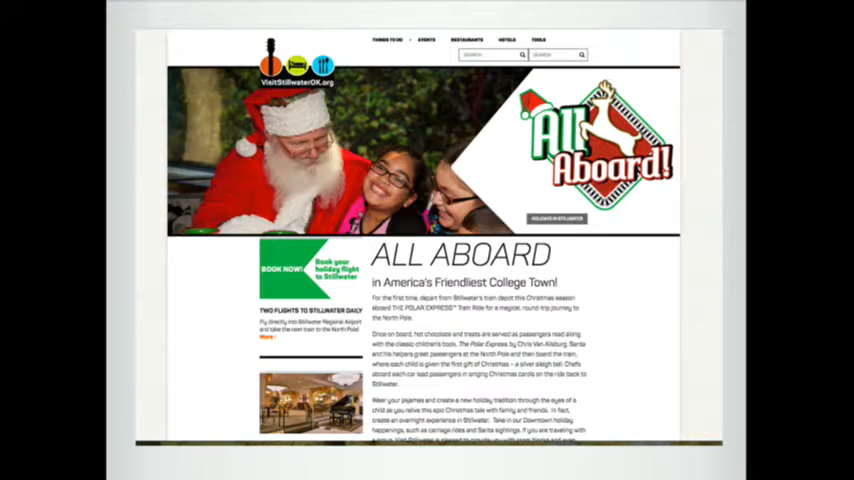 THINGS TO DO • EVENTS RESTAURANTS HOTELS TOOLS
SEARCH SEARCH
VisitStillwaterOK.org
All
Aboard!
HOLIDAYS IN STILLWATER
BOOK NOW!
Book your
holiday flight
to Stillwater
TWO FLIGHTS TO STILLWATER DAILY
Fly directly into Stillwater Regional Airport
and take the next train to the North Pole!
More ›
ALL ABOARD
in America's Friendliest College Town!
For the first time, depart from Stillwater's train depot this Christmas season
aboard THE POLAR EXPRESS™ Train Ride for a magical, round-trip journey to
the North Pole.
Once on board, hot chocolate and treats are served as passengers read along
with the classic children's book, The Polar Express, by Chris Van Allsburg. Santa
and his helpers greet passengers at the North Pole and then board the train,
where each child is given the first gift of Christmas – a silver sleigh bell. Chefs
aboard each car lead passengers in singing Christmas carols on the ride back to
Stillwater.
Wear your pajamas and create a new holiday tradition through the eyes of a
child as you relive this epic Christmas tale with family and friends. In fact,
create an overnight experience in Stillwater. Take in our Downtown holiday
happenings, such as carriage rides and Santa sightings. If you are traveling with